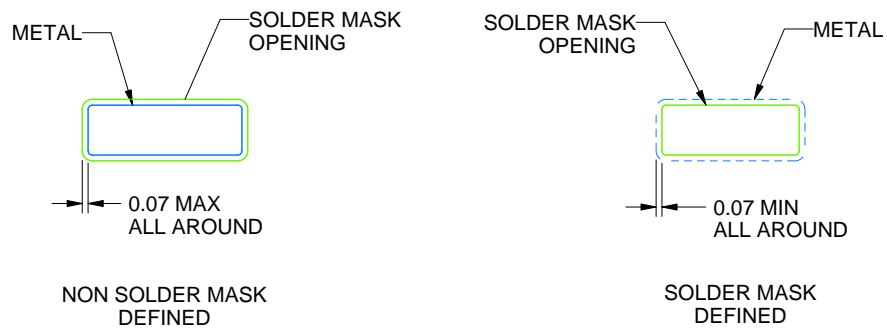 METAL
SOLDER MASK
OPENING
0.07 MAX
ALL AROUND
NON SOLDER MASK
DEFINED
SOLDER MASK
OPENING
METAL
0.07 MIN
ALL AROUND
SOLDER MASK
DEFINED